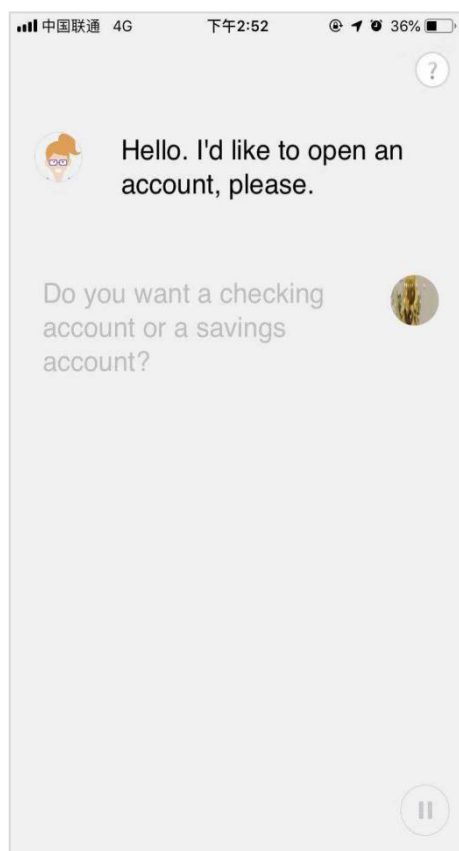 中国联通 4G 下午2:52 36%
?
Hello. I'd like to open an
account, please.
Do you want a checking
account or a savings
account?